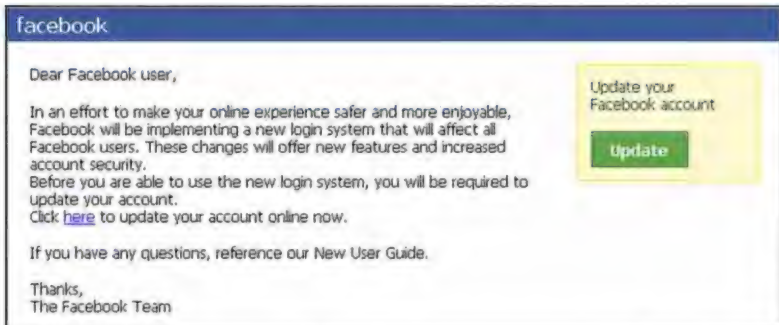 facebook
Dear Facebook user,
In an effort to make your online experience safer and more enjoyable,
Facebook will be implementing a new login system that will affect all
Facebook users. These changes will offer new features and increased
account security.
Before you are able to use the new login system, you will be required to
update your account.
Click here to update your account online now.
If you have any questions, reference our New User Guide.
Thanks,
The Facebook Team
Update your
Facebook account
Update